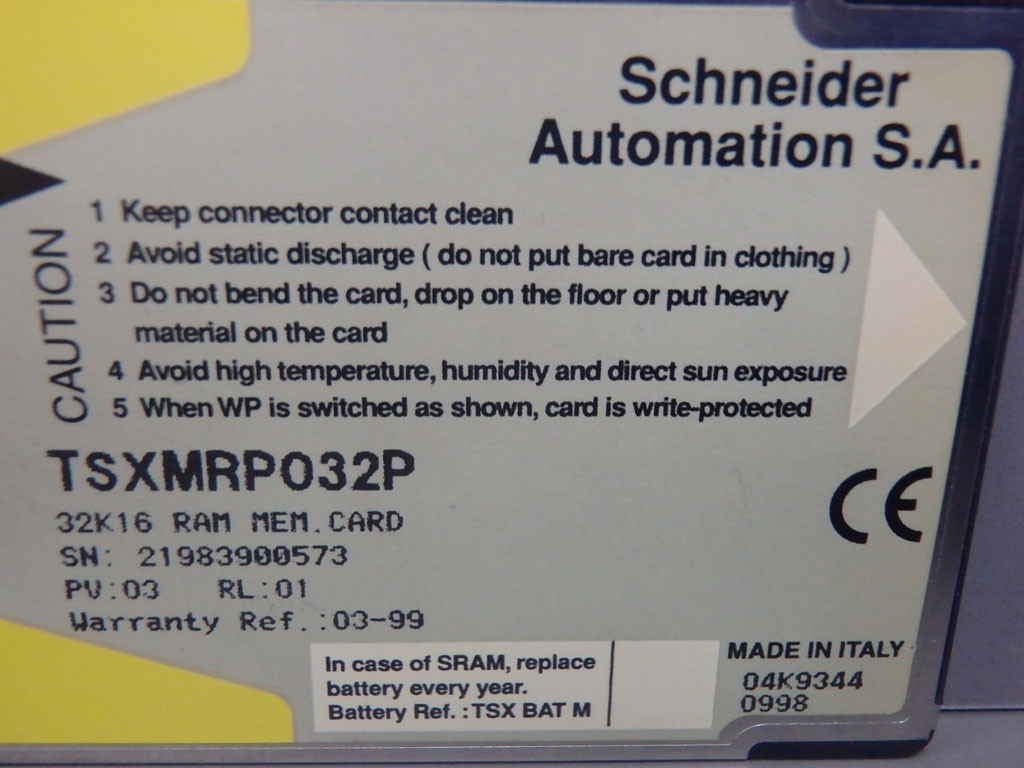 Schneider
Automation S.A.
CAUTION
1 Keep connector contact clean
2 Avoid static discharge ( do not put bare card in clothing )
3 Do not bend the card, drop on the floor or put heavy
material on the card
4 Avoid high temperature, humidity and direct sun exposure
5 When WP is switched as shown, card is write-protected
TSXMRP032P
32K16 RAM MEM.CARD
SN: 21983900573
PV:03 RL:01
Warranty Ref.:03-99
CE
In case of SRAM, replace
battery every year.
Battery Ref. : TSX BAT M
MADE IN ITALY
04K9344
0998